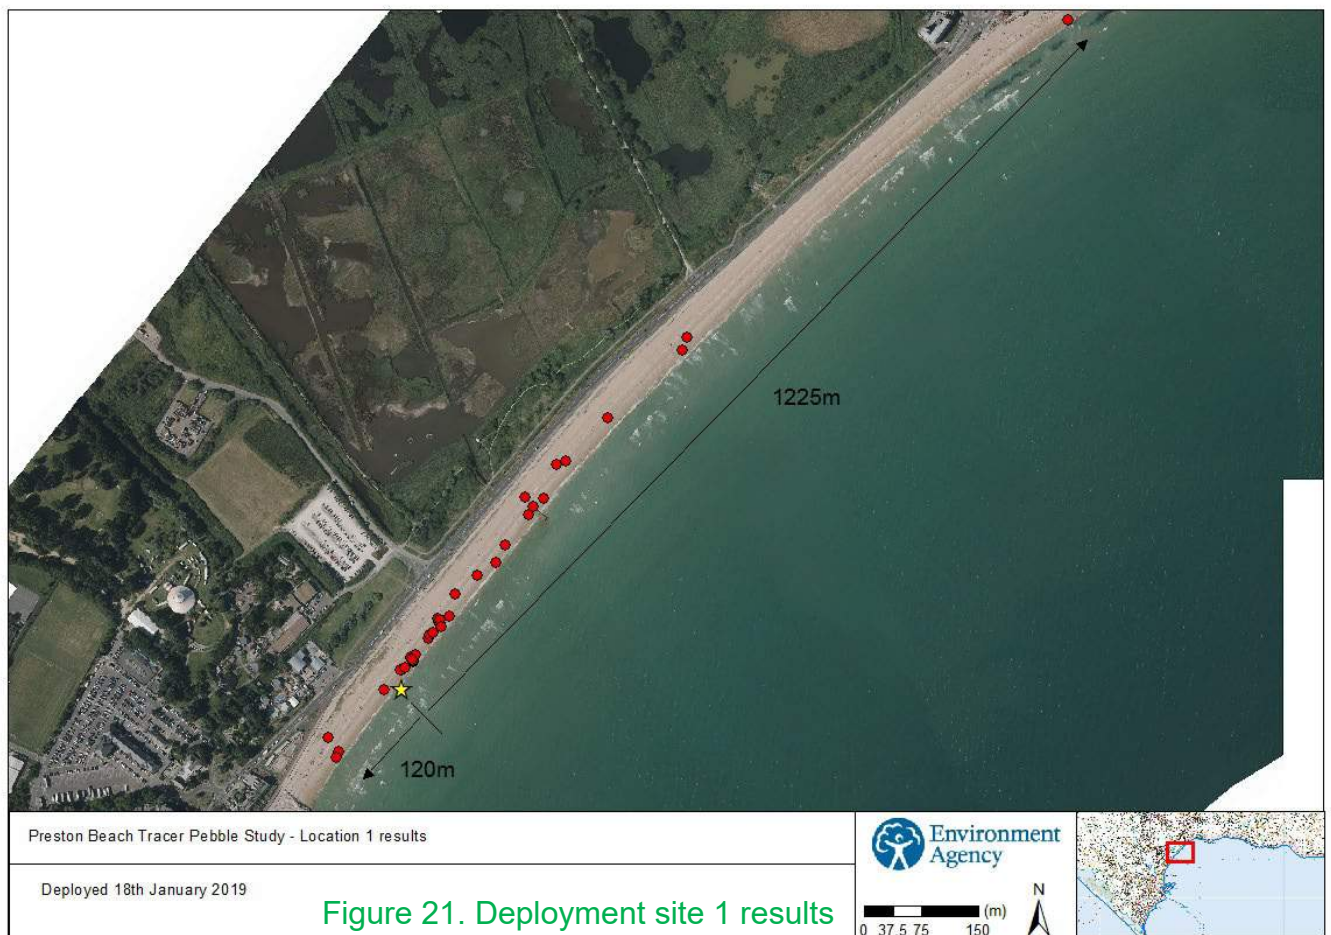 1225m
120m
Preston Beach Tracer Pebble Study - Location 1 results
Deployed 18th January 2019
Figure 21. Deployment site 1 results
Environment
Agency
N
(m)
0 37.5 75 150